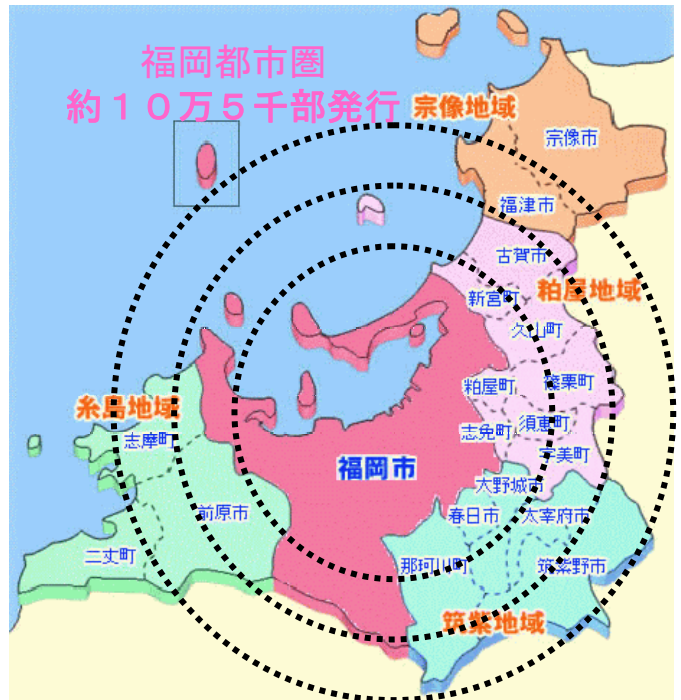 福岡都市圏
約１０万５千部発行
宗像地域
宗像市
福津市
古賀市
新宮町
粕屋地域
久山町
粕屋町
篠栗町
糸島地域
志摩町
志免町
須恵町
宇美町
福岡市
大野城市
前原市
春日市
太宰府市
二丈町
那珂川町
筑紫野市
筑紫地域